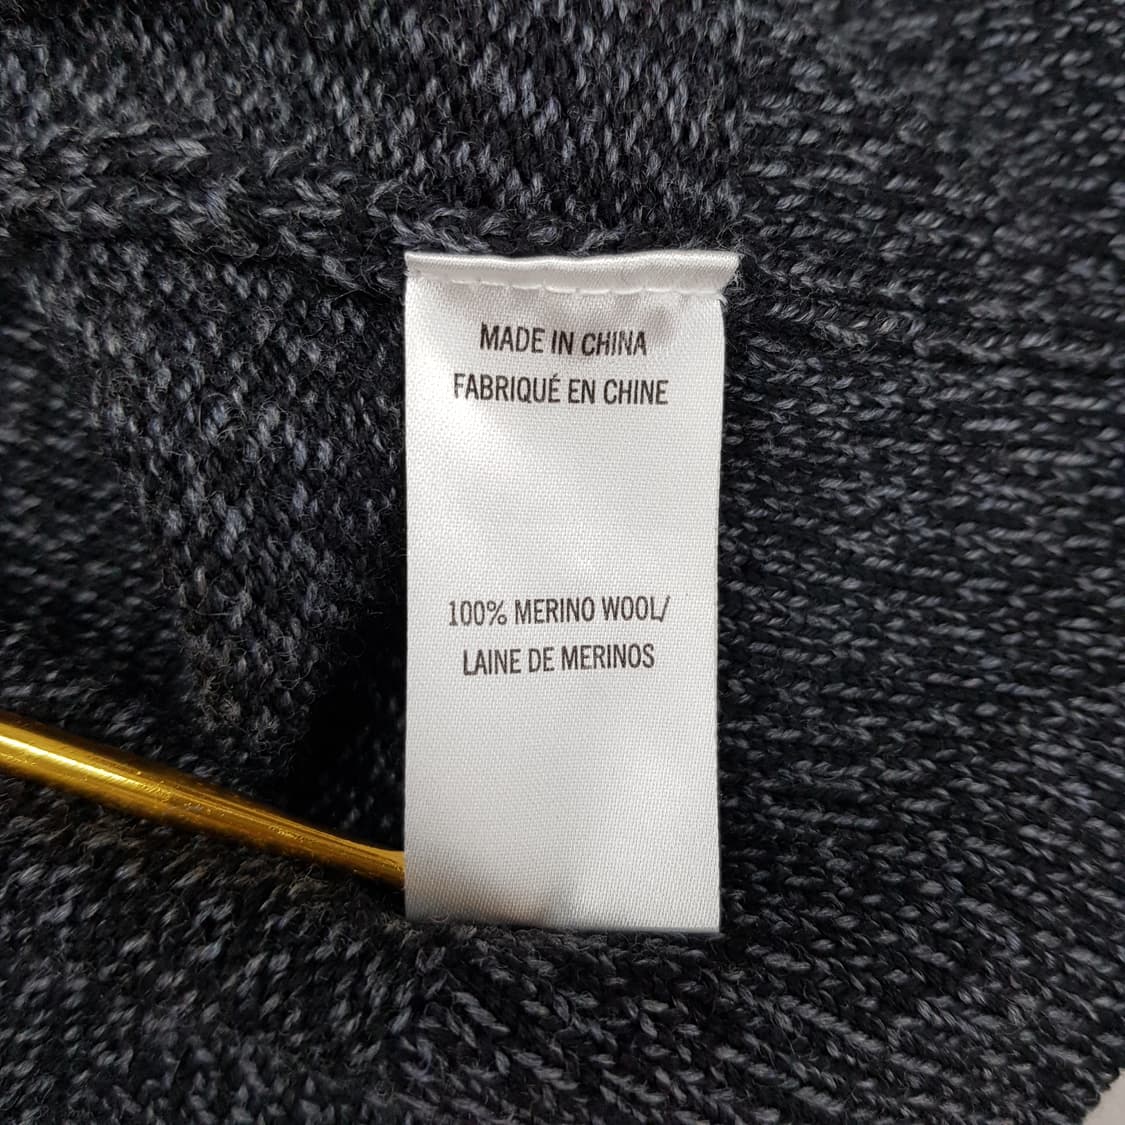 MADE IN CHINA
FABRIQUÉ EN CHINE
100% MERINO WOOL/
LAINE DE MERINOS